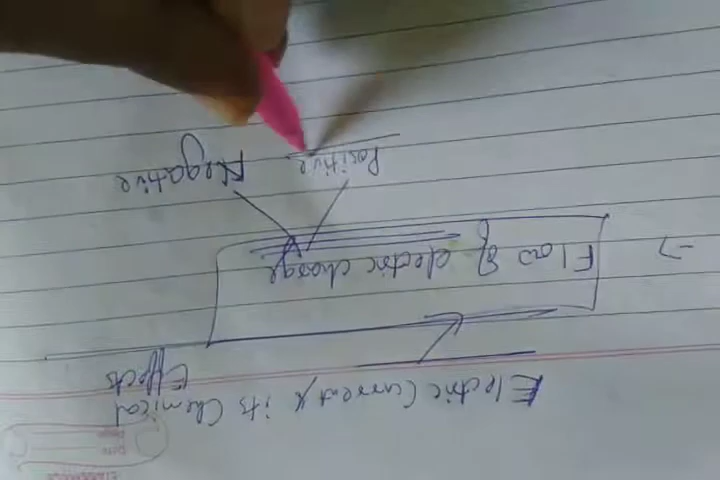 Electric Current & its Chemical
Effects
→ Flow of electric charge
Positive Negative